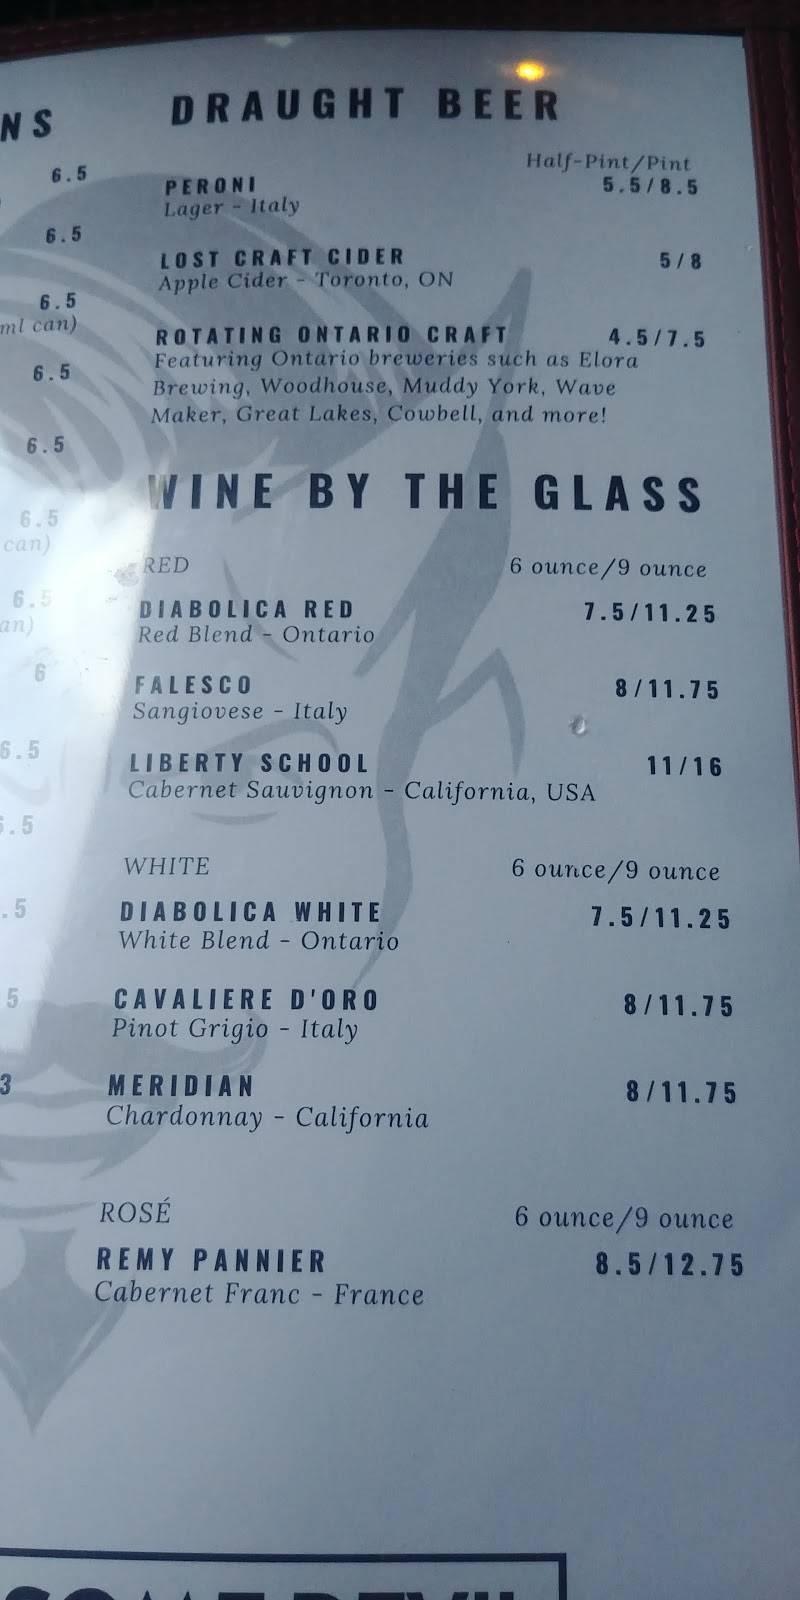 NS
6.5
6.5
6.5
ml can)
6.5
6.5
6.5
can)
6.5
an)
6
6.5
.5
.5
5
3
DRAUGHT BEER
Half-Pint/Pint
PERONI 5.5/8.5
Lager - Italy
LOST CRAFT CIDER 5/8
Apple Cider - Toronto, ON
ROTATING ONTARIO CRAFT 4.5/7.5
Featuring Ontario breweries such as Elora
Brewing, Woodhouse, Muddy York, Wave
Maker, Great Lakes, Cowbell, and more!
WINE BY THE GLASS
RED 6 ounce/9 ounce
DIABOLICA RED 7.5/11.25
Red Blend - Ontario
FALESCO 8/11.75
Sangiovese - Italy
LIBERTY SCHOOL 11/16
Cabernet Sauvignon - California, USA
WHITE 6 ounce/9 ounce
DIABOLICA WHITE 7.5/11.25
White Blend - Ontario
CAVALIERE D'ORO 8/11.75
Pinot Grigio - Italy
MERIDIAN 8/11.75
Chardonnay - California
ROSÉ 6 ounce/9 ounce
REMY PANNIER 8.5/12.75
Cabernet Franc - France